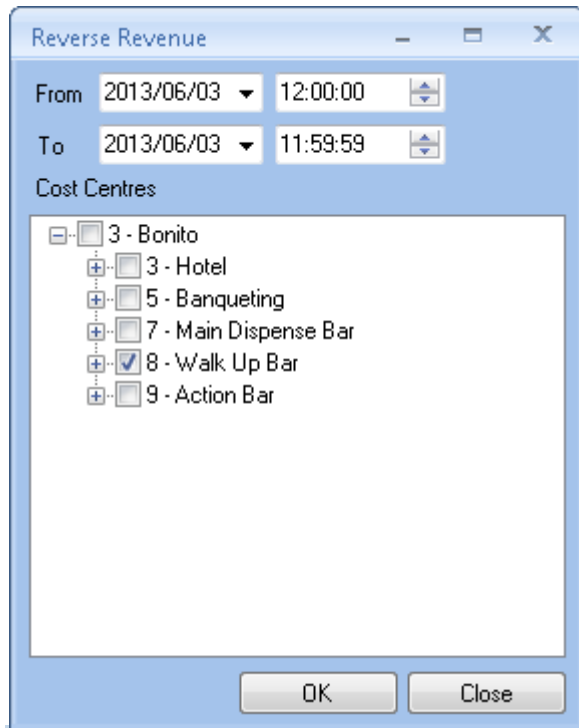 Reverse Revenue
From 2013/06/03 12:00:00
To 2013/06/03 11:59:59
Cost Centres
3 - Bonito
3 - Hotel
5 - Banqueting
7 - Main Dispense Bar
8 - Walk Up Bar
9 - Action Bar
OK Close